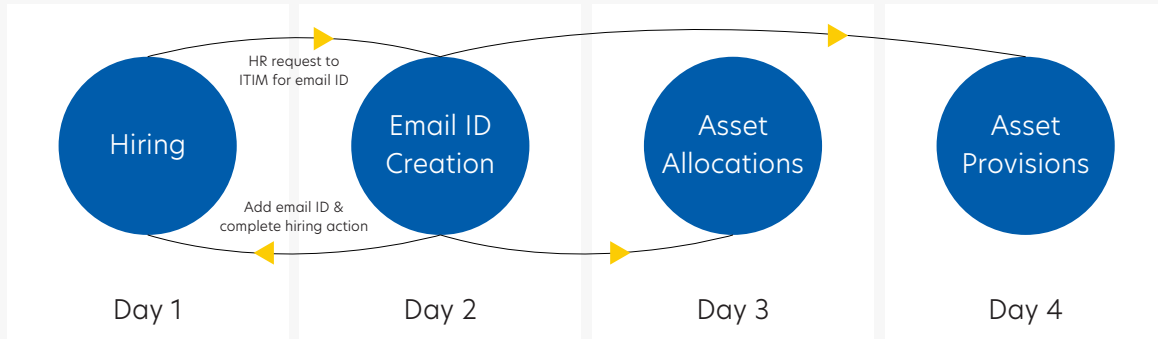 HR request to
ITIM for email ID
Hiring
Email ID
Creation
Asset
Allocations
Asset
Provisions
Add email ID &
complete hiring action
Day 1
Day 2
Day 3
Day 4